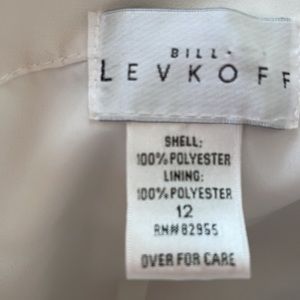 BILL
LEVKOFF
SHELL:
100% POLYESTER
LINING:
100% POLYESTER
12
RN# 82955
OVER FOR CARE